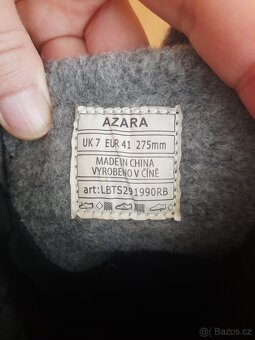 AZARA
UK 7 EUR 41 275mm
MADE IN CHINA
VYROBENO V ČÍNĚ
art:LBTS291990RB
Bazos.cz